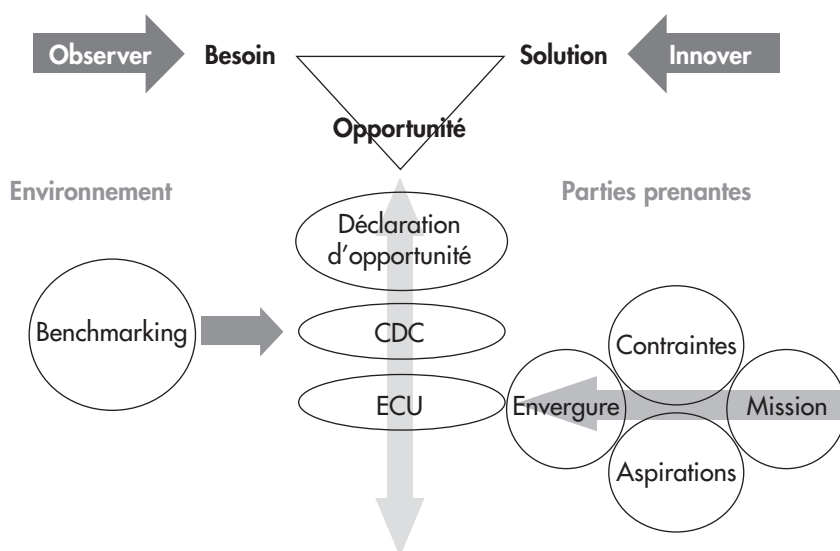 Observer
Besoin
Solution
Innover
Opportunité
Environnement
Parties prenantes
Déclaration
d'opportunité
Benchmarking
CDC
Contraintes
ECU
Envergure
Mission
Aspirations